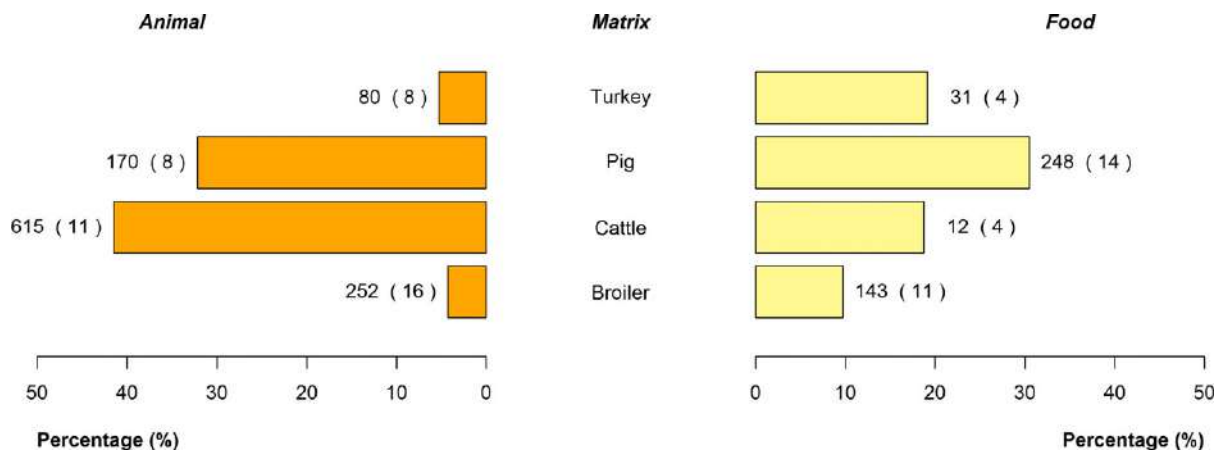 Animal Matrix Food
80 ( 8 ) Turkey 31 ( 4 )
170 ( 8 ) Pig 248 ( 14 )
615 ( 11 ) Cattle 12 ( 4 )
252 ( 16 ) Broiler 143 ( 11 )
50 40 30 20 10 0 0 10 20 30 40 50
Percentage (%) Percentage (%)